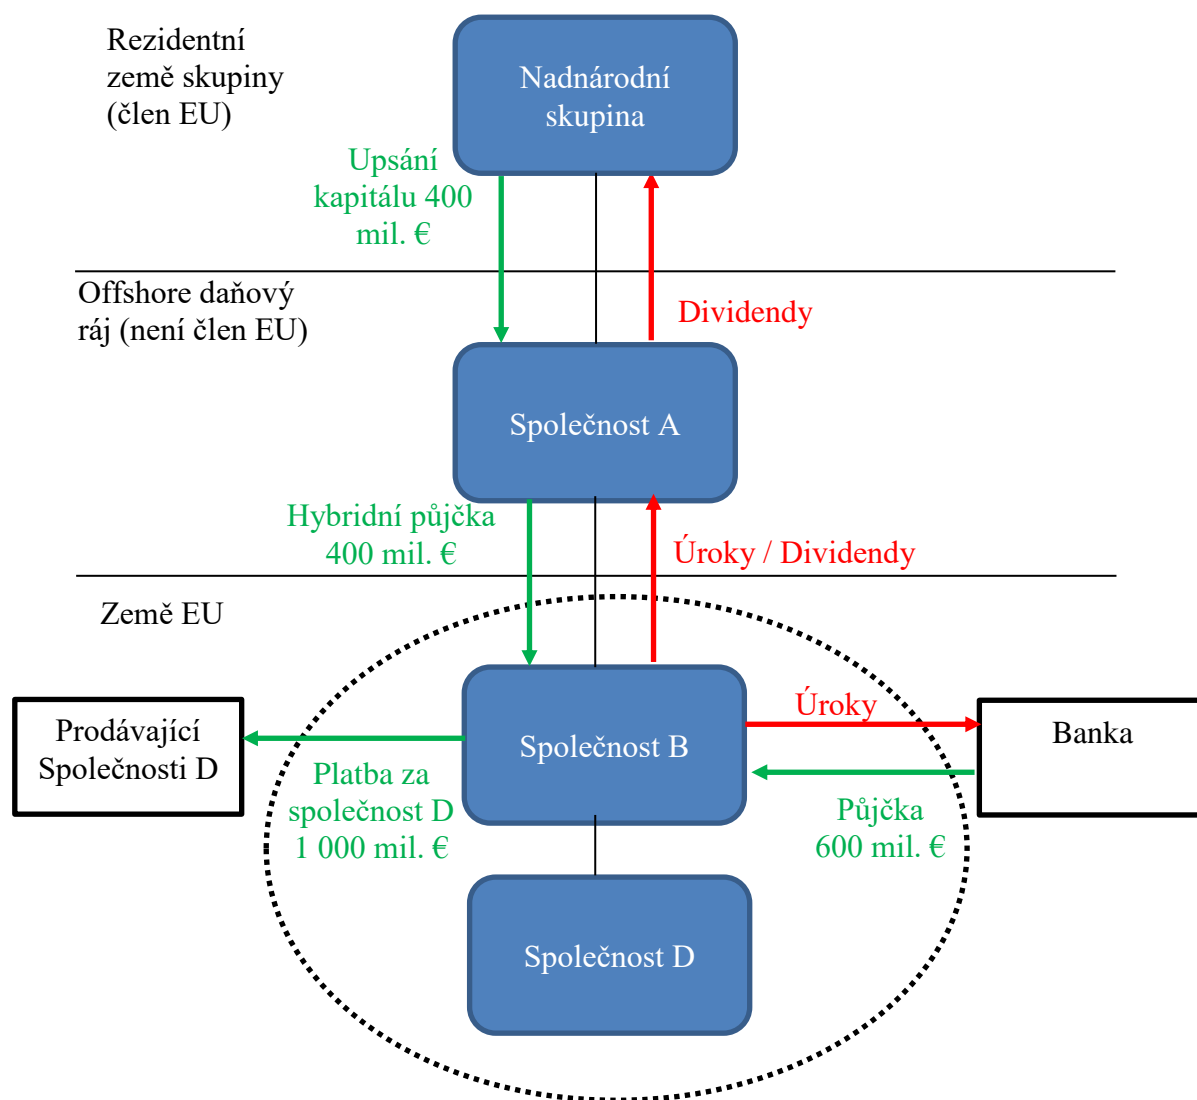 Rezidentní
země skupiny
(člen EU)
Nadnárodní
skupina
Upsání
kapitálu 400
mil. €
Offshore daňový
ráj (není člen EU)
Dividendy
Společnost A
Hybridní půjčka
400 mil. €
Úroky / Dividendy
Země EU
Prodávající
Společnosti D
Společnost B
Úroky
Banka
Platba za
společnost D
1 000 mil. €
Půjčka
600 mil. €
Společnost D